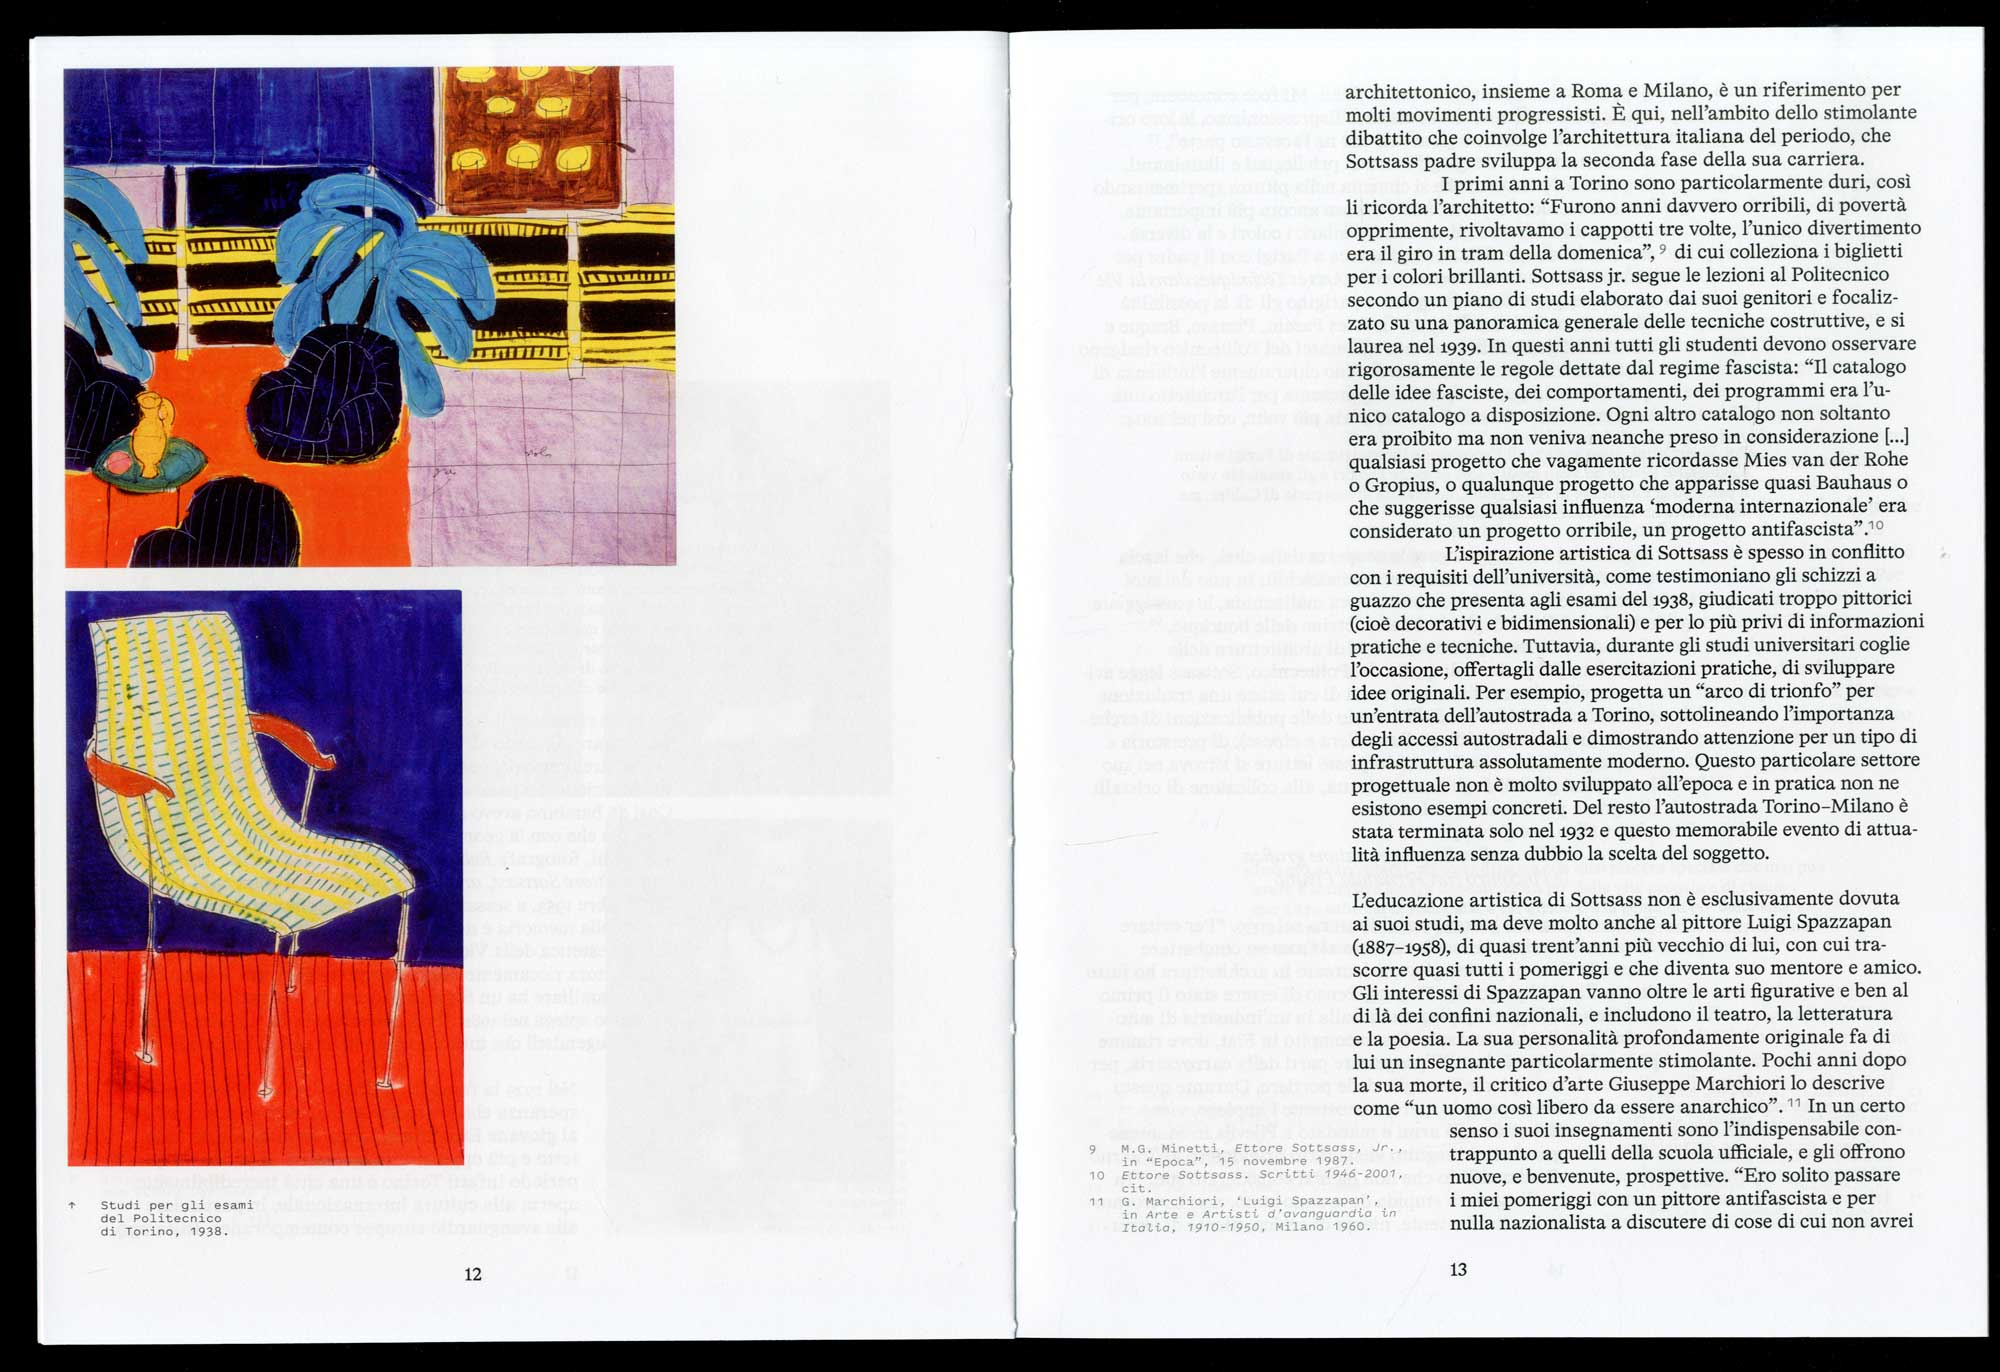 ↑ Studi per gli esami
del Politecnico
di Torino, 1938.
12
architettonico, insieme a Roma e Milano, è un riferimento per
molti movimenti progressisti. È qui, nell’ambito dello stimolante
dibattito che coinvolge l’architettura italiana del periodo, che
Sottsass padre sviluppa la seconda fase della sua carriera.
I primi anni a Torino sono particolarmente duri, così
li ricorda l’architetto: “Furono anni davvero orribili, di povertà
opprimente, rivoltavamo i cappotti tre volte, l’unico divertimento
era il giro in tram della domenica”,⁹ di cui colleziona i biglietti
per i colori brillanti. Sottsass jr. segue le lezioni al Politecnico
secondo un piano di studi elaborato dai suoi genitori e focaliz-
zato su una panoramica generale delle tecniche costruttive, e si
laurea nel 1939. In questi anni tutti gli studenti devono osservare
rigorosamente le regole dettate dal regime fascista: “Il catalogo
delle idee fasciste, dei comportamenti, dei programmi era l’u-
nico catalogo a disposizione. Ogni altro catalogo non soltanto
era proibito ma non veniva neanche preso in considerazione [...]
qualsiasi progetto che vagamente ricordasse Mies van der Rohe
o Gropius, o qualunque progetto che apparisse quasi Bauhaus o
che suggerisse qualsiasi influenza ‘moderna internazionale’ era
considerato un progetto orribile, un progetto antifascista”.¹⁰
L’ispirazione artistica di Sottsass è spesso in conflitto
con i requisiti dell’università, come testimoniano gli schizzi a
guazzo che presenta agli esami del 1938, giudicati troppo pittorici
(cioè decorativi e bidimensionali) e per lo più privi di informazioni
pratiche e tecniche. Tuttavia, durante gli studi universitari coglie
l’occasione, offertagli dalle esercitazioni pratiche, di sviluppare
idee originali. Per esempio, progetta un “arco di trionfo” per
un’entrata dell’autostrada a Torino, sottolineando l’importanza
degli accessi autostradali e dimostrando attenzione per un tipo di
infrastruttura assolutamente moderno. Questo particolare settore
progettuale non è molto sviluppato all’epoca e in pratica non ne
esistono esempi concreti. Del resto l’autostrada Torino–Milano è
stata terminata solo nel 1932 e questo memorabile evento di attua-
lità influenza senza dubbio la scelta del soggetto.
L’educazione artistica di Sottsass non è esclusivamente dovuta
ai suoi studi, ma deve molto anche al pittore Luigi Spazzapan
(1887–1958), di quasi trent’anni più vecchio di lui, con cui tra-
scorre quasi tutti i pomeriggi e che diventa suo mentore e amico.
Gli interessi di Spazzapan vanno oltre le arti figurative e ben al
di là dei confini nazionali, e includono il teatro, la letteratura
e la poesia. La sua personalità profondamente originale fa di
lui un insegnante particolarmente stimolante. Pochi anni dopo
la sua morte, il critico d’arte Giuseppe Marchiori lo descrive
come “un uomo così libero da essere anarchico”.¹¹ In un certo
senso i suoi insegnamenti sono l’indispensabile con-
trappunto a quelli della scuola ufficiale, e gli offrono
nuove, e benvenute, prospettive. “Ero solito passare
i miei pomeriggi con un pittore antifascista e per
nulla nazionalista a discutere di cose di cui non avrei
9 M.G. Minetti, Ettore Sottsass, Jr.,
in “Epoca”, 15 novembre 1987.
10 Ettore Sottsass. Scritti 1946-2001,
cit.
11 G. Marchiori, ‘Luigi Spazzapan’,
in Arte e Artisti d’avanguardia in
Italia, 1910-1950, Milano 1960.
13